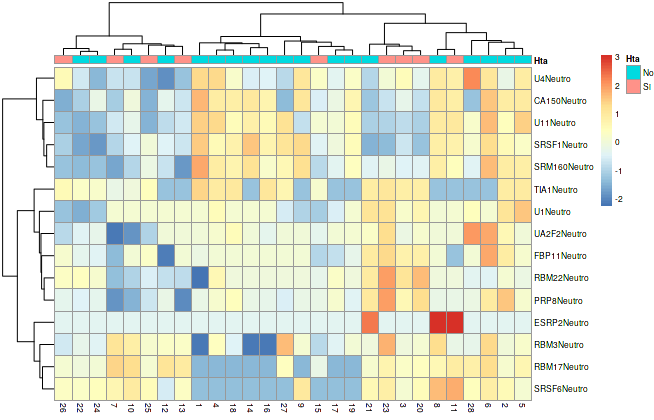 Hta
U4Neutro
CA150Neutro
U11Neutro
SRSF1Neutro
SRM160Neutro
TIA1Neutro
U1Neutro
UA2F2Neutro
FBP11Neutro
RBM22Neutro
PRP8Neutro
ESRP2Neutro
RBM3Neutro
RBM17Neutro
SRSF6Neutro
26 22 24 7 10 25 12 13 1 4 18 14 16 27 9 15 17 19 21 23 3 20 8 11 28 6 2 5
3
2
1
0
-1
-2
Hta
No
SI